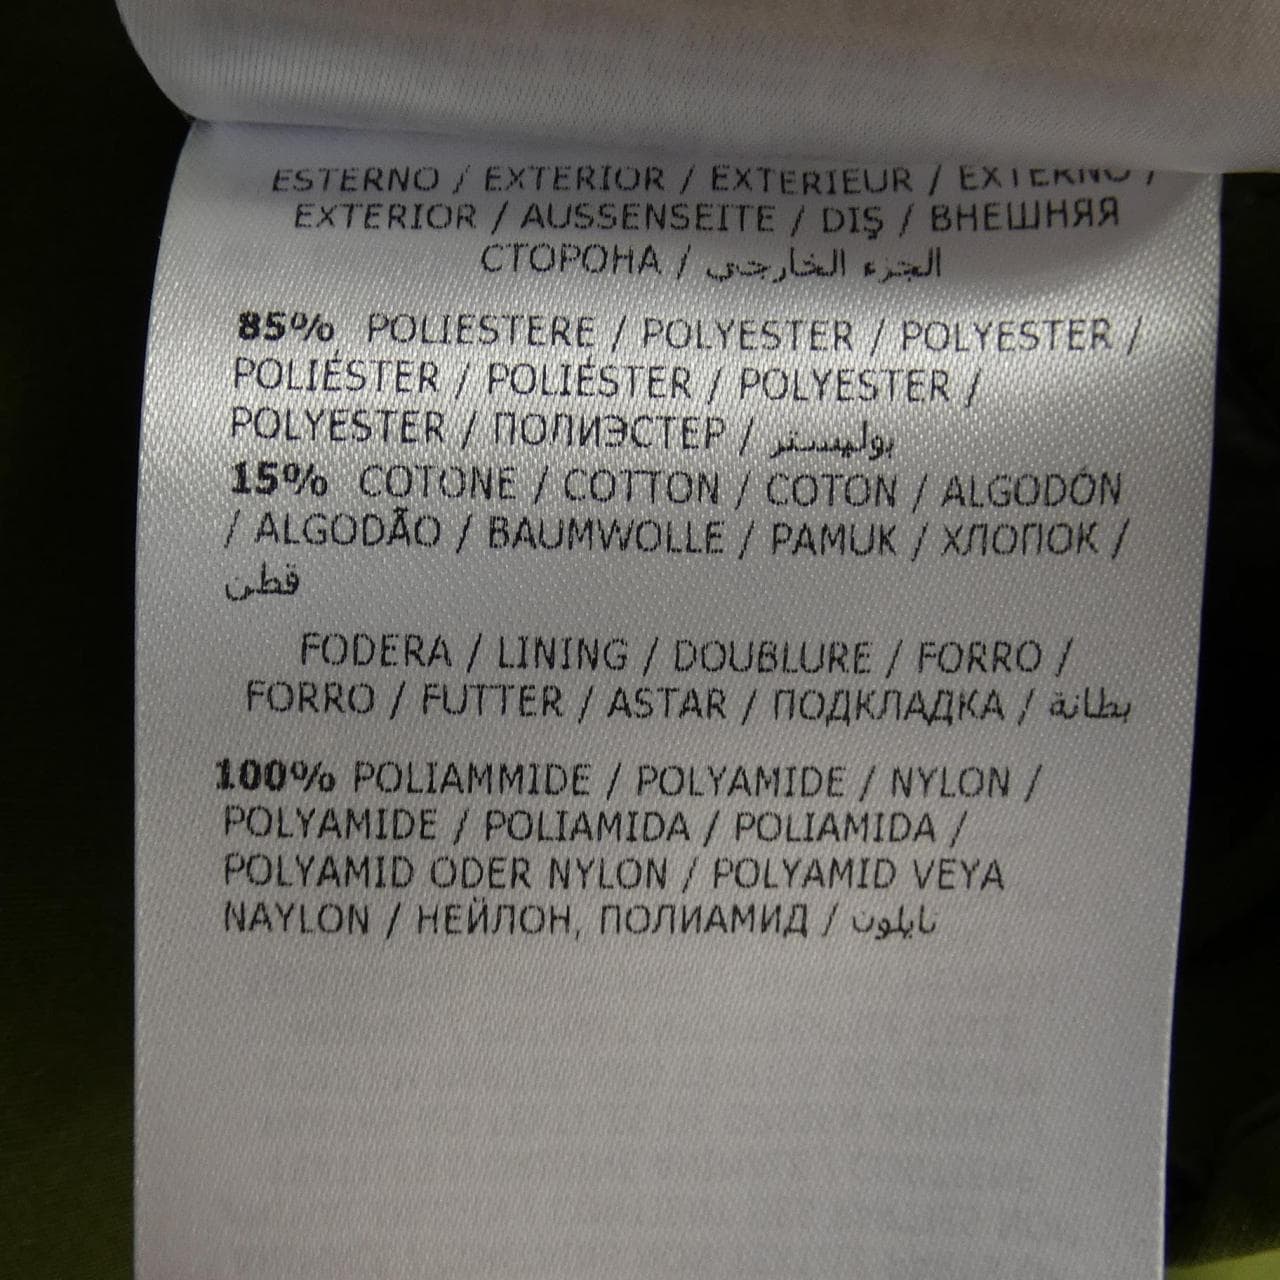 ESTERNO / EXTERIOR / EXTERIEUR / EXTERNO /
EXTERIOR / AUSSENSEITE / DIŞ / ВНЕШНЯЯ
СТОРОНА / الجزء الخارجي
85% POLIESTERE / POLYESTER / POLYESTER /
POLIÉSTER / POLIÉSTER / POLYESTER /
POLYESTER / ПОЛИЭСТЕР / بوليستر
15% COTONE / COTTON / COTON / ALGODÓN
/ ALGODÃO / BAUMWOLLE / PAMUK / ХЛОПОК /
قطن
FODERA / LINING / DOUBLURE / FORRO /
FORRO / FUTTER / ASTAR / ПОДКЛАДКА / بطانة
100% POLIAMMIDE / POLYAMIDE / NYLON /
POLYAMIDE / POLIAMIDA / POLIAMIDA /
POLYAMID ODER NYLON / POLYAMID VEYA
NAYLON / НЕЙЛОН, ПОЛИАМИД / نايلون